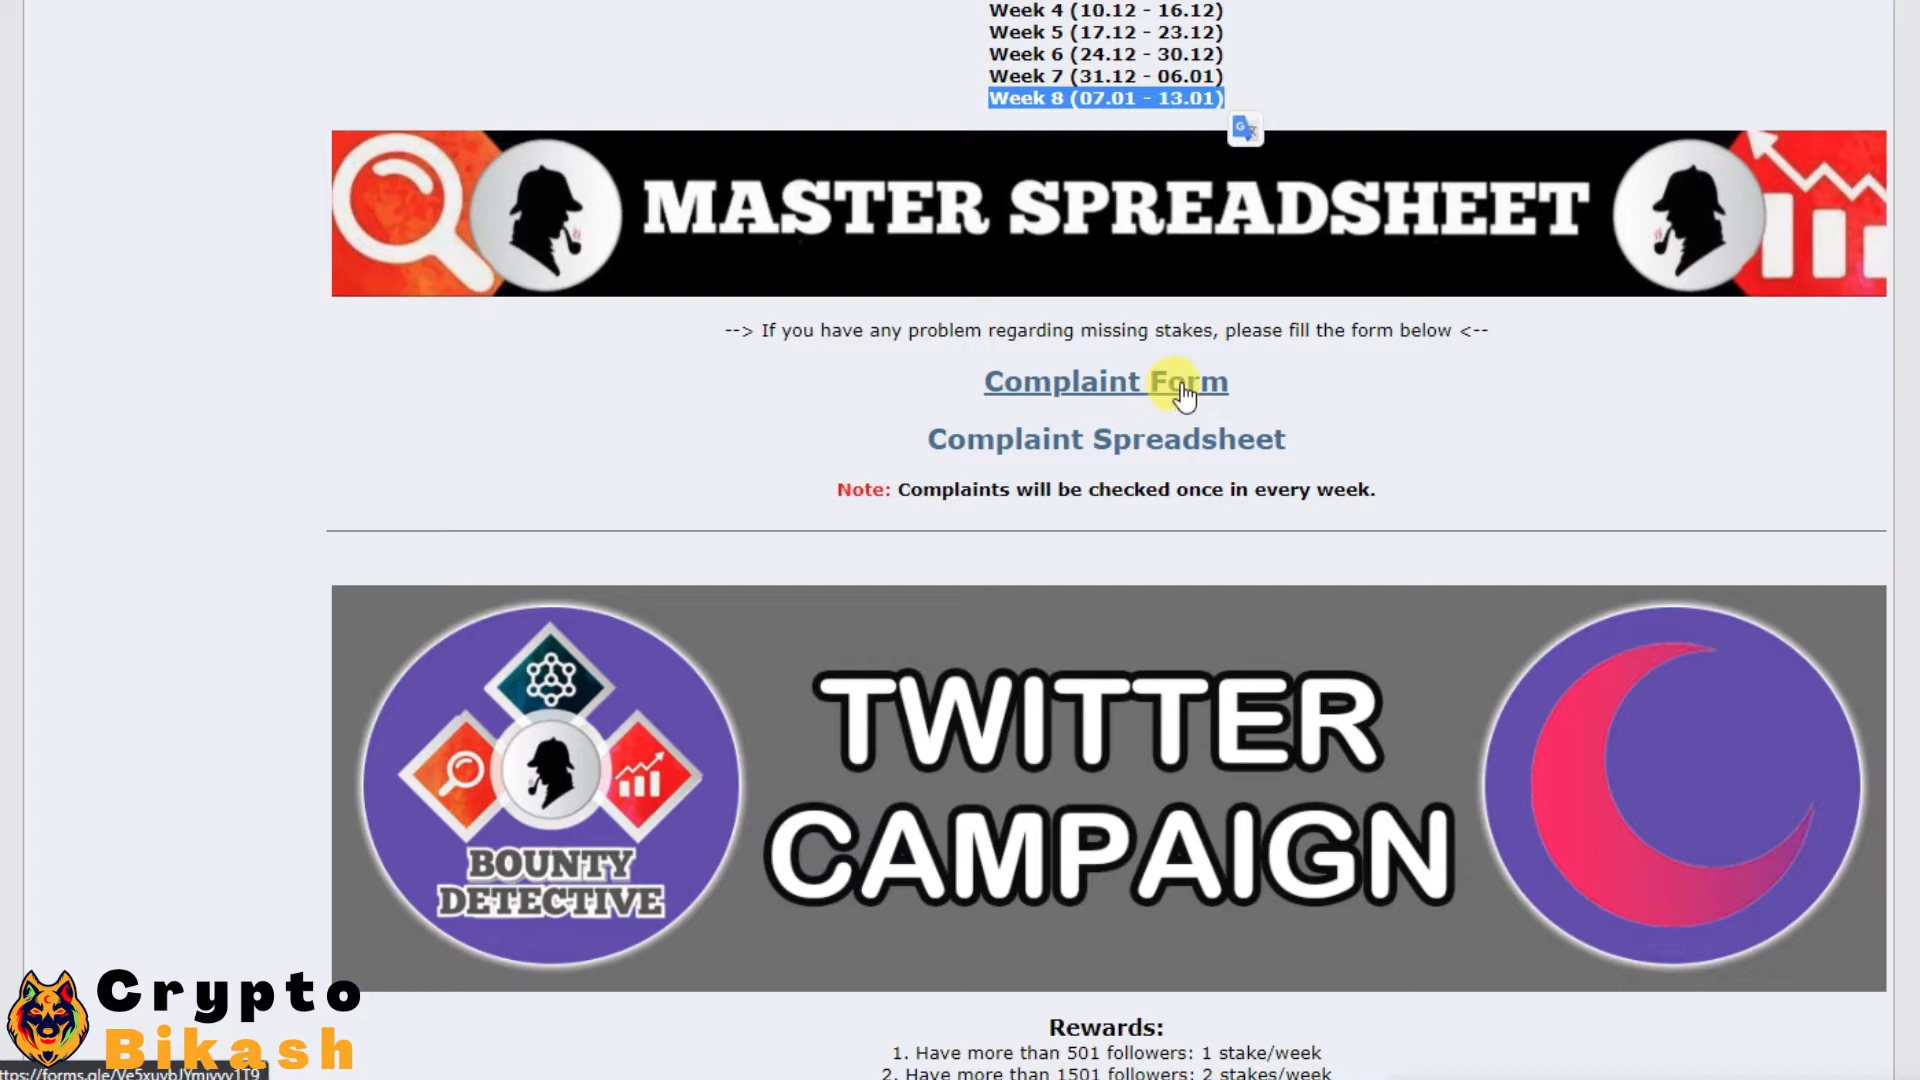 Week 4 (10.12 - 16.12)
Week 5 (17.12 - 23.12)
Week 6 (24.12 - 30.12)
Week 7 (31.12 - 06.01)
Week 8 (07.01 - 13.01)
MASTER SPREADSHEET
--> If you have any problem regarding missing stakes, please fill the form below <--
Complaint Form
Complaint Spreadsheet
Note: Complaints will be checked once in every week.
TWITTER
CAMPAIGN
BOUNTY
DETECTIVE
Crypto
Bikash
Rewards:
1. Have more than 501 followers: 1 stake/week
2. Have more than 1501 followers: 2 stakes/week